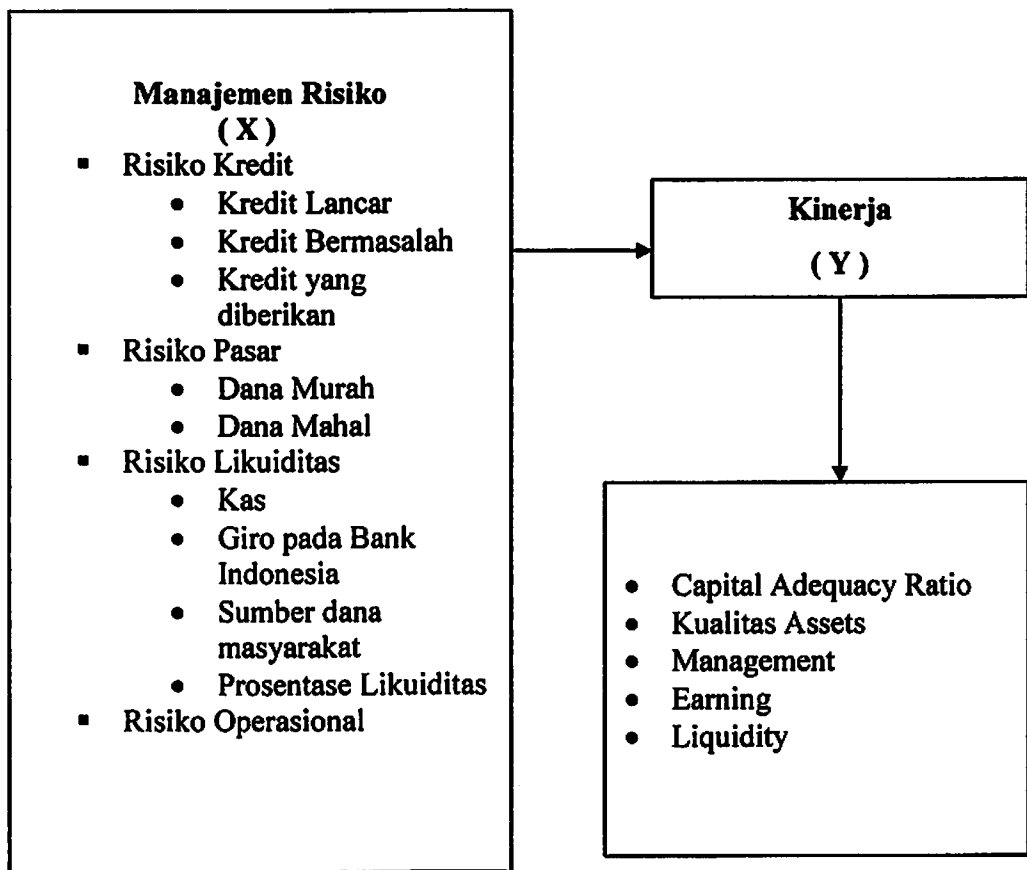 Manajemen Risiko
( X )
▪ Risiko Kredit
• Kredit Lancar
• Kredit Bermasalah
• Kredit yang
diberikan
▪ Risiko Pasar
• Dana Murah
• Dana Mahal
▪ Risiko Likuiditas
• Kas
• Giro pada Bank
Indonesia
• Sumber dana
masyarakat
• Prosentase Likuiditas
▪ Risiko Operasional
Kinerja
( Y )
• Capital Adequacy Ratio
• Kualitas Assets
• Management
• Earning
• Liquidity